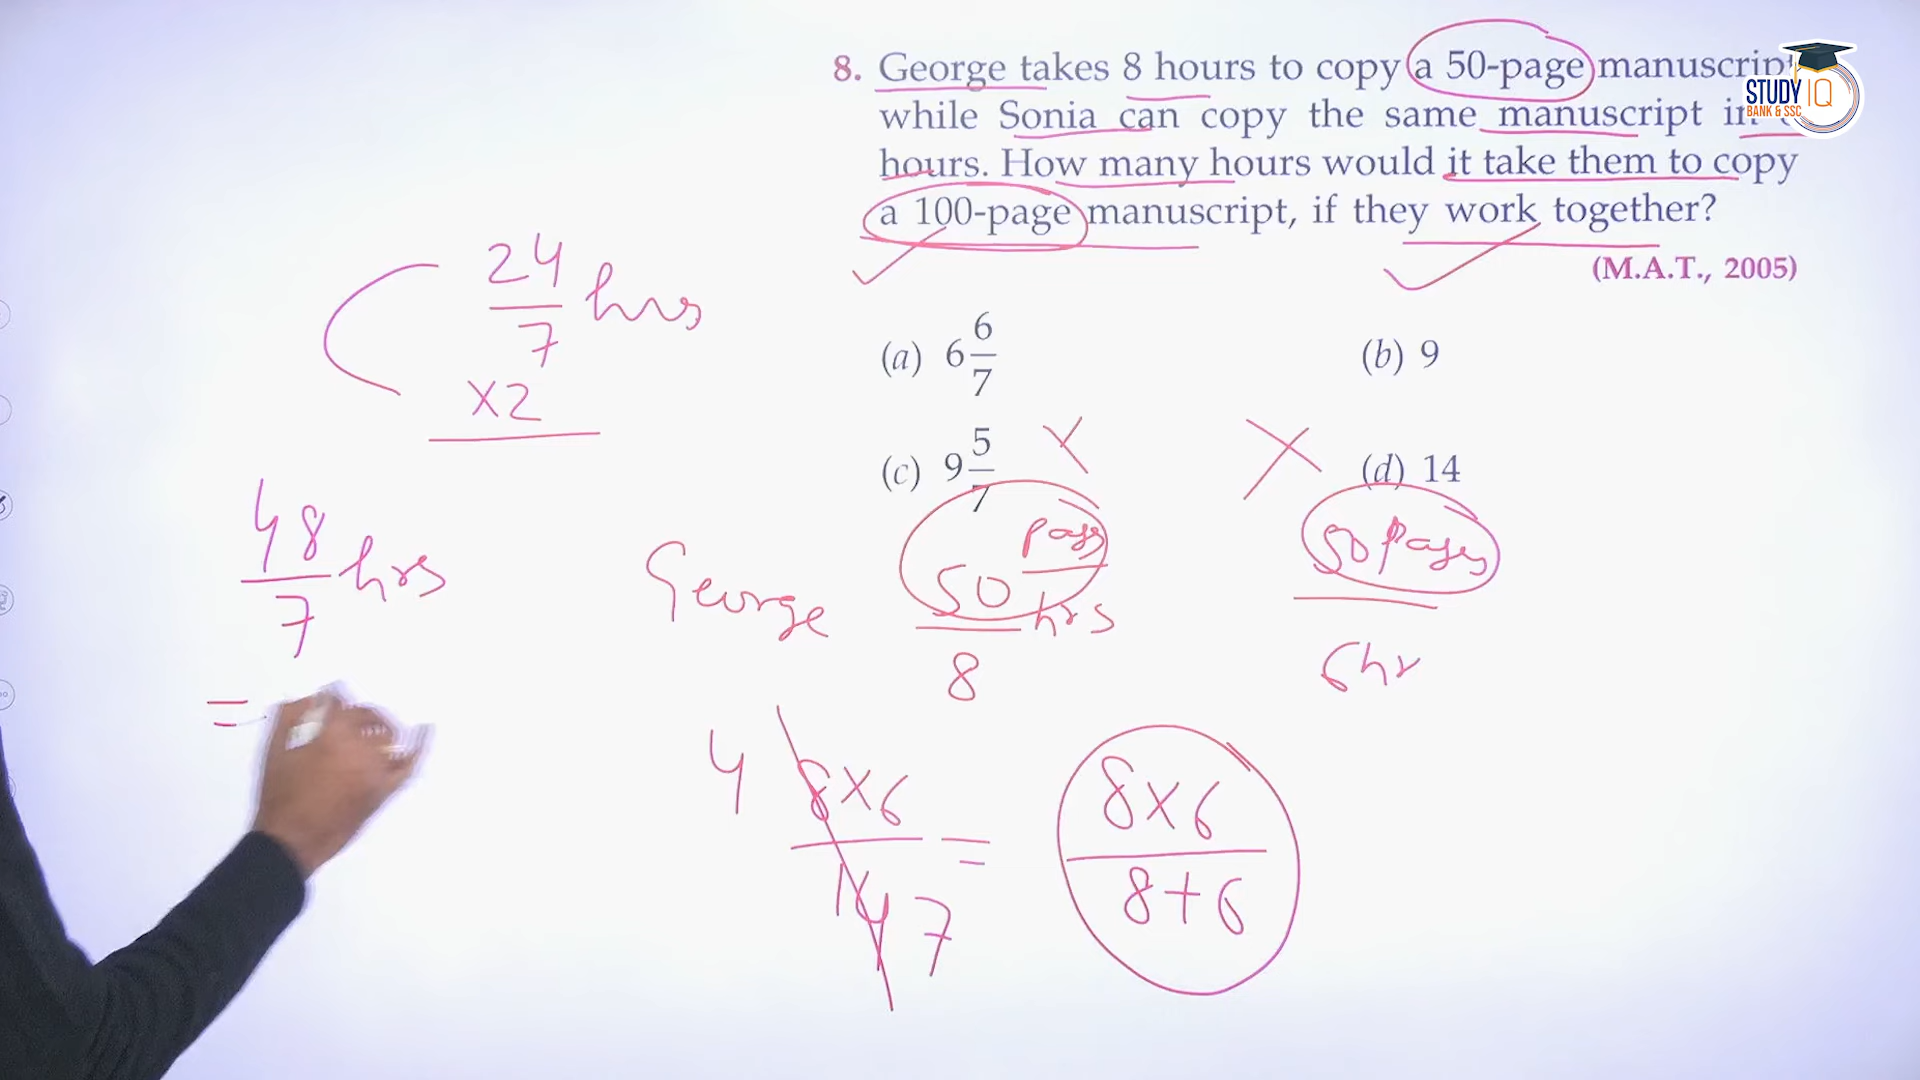 8. George takes 8 hours to copy a 50-page manuscript
while Sonia can copy the same manuscript in
hours. How many hours would it take them to copy
a 100-page manuscript, if they work together?
(M.A.T., 2005)
STUDY IQ
BANK & SSC
(a) 6 6/7
(b) 9
(c) 9 5/7
(d) 14
24/7 hrs
×2
48/7 hrs
=
George
50
hrs
8
50 Pages
6hr
4 8×6
14 7
=
8×6
8+6